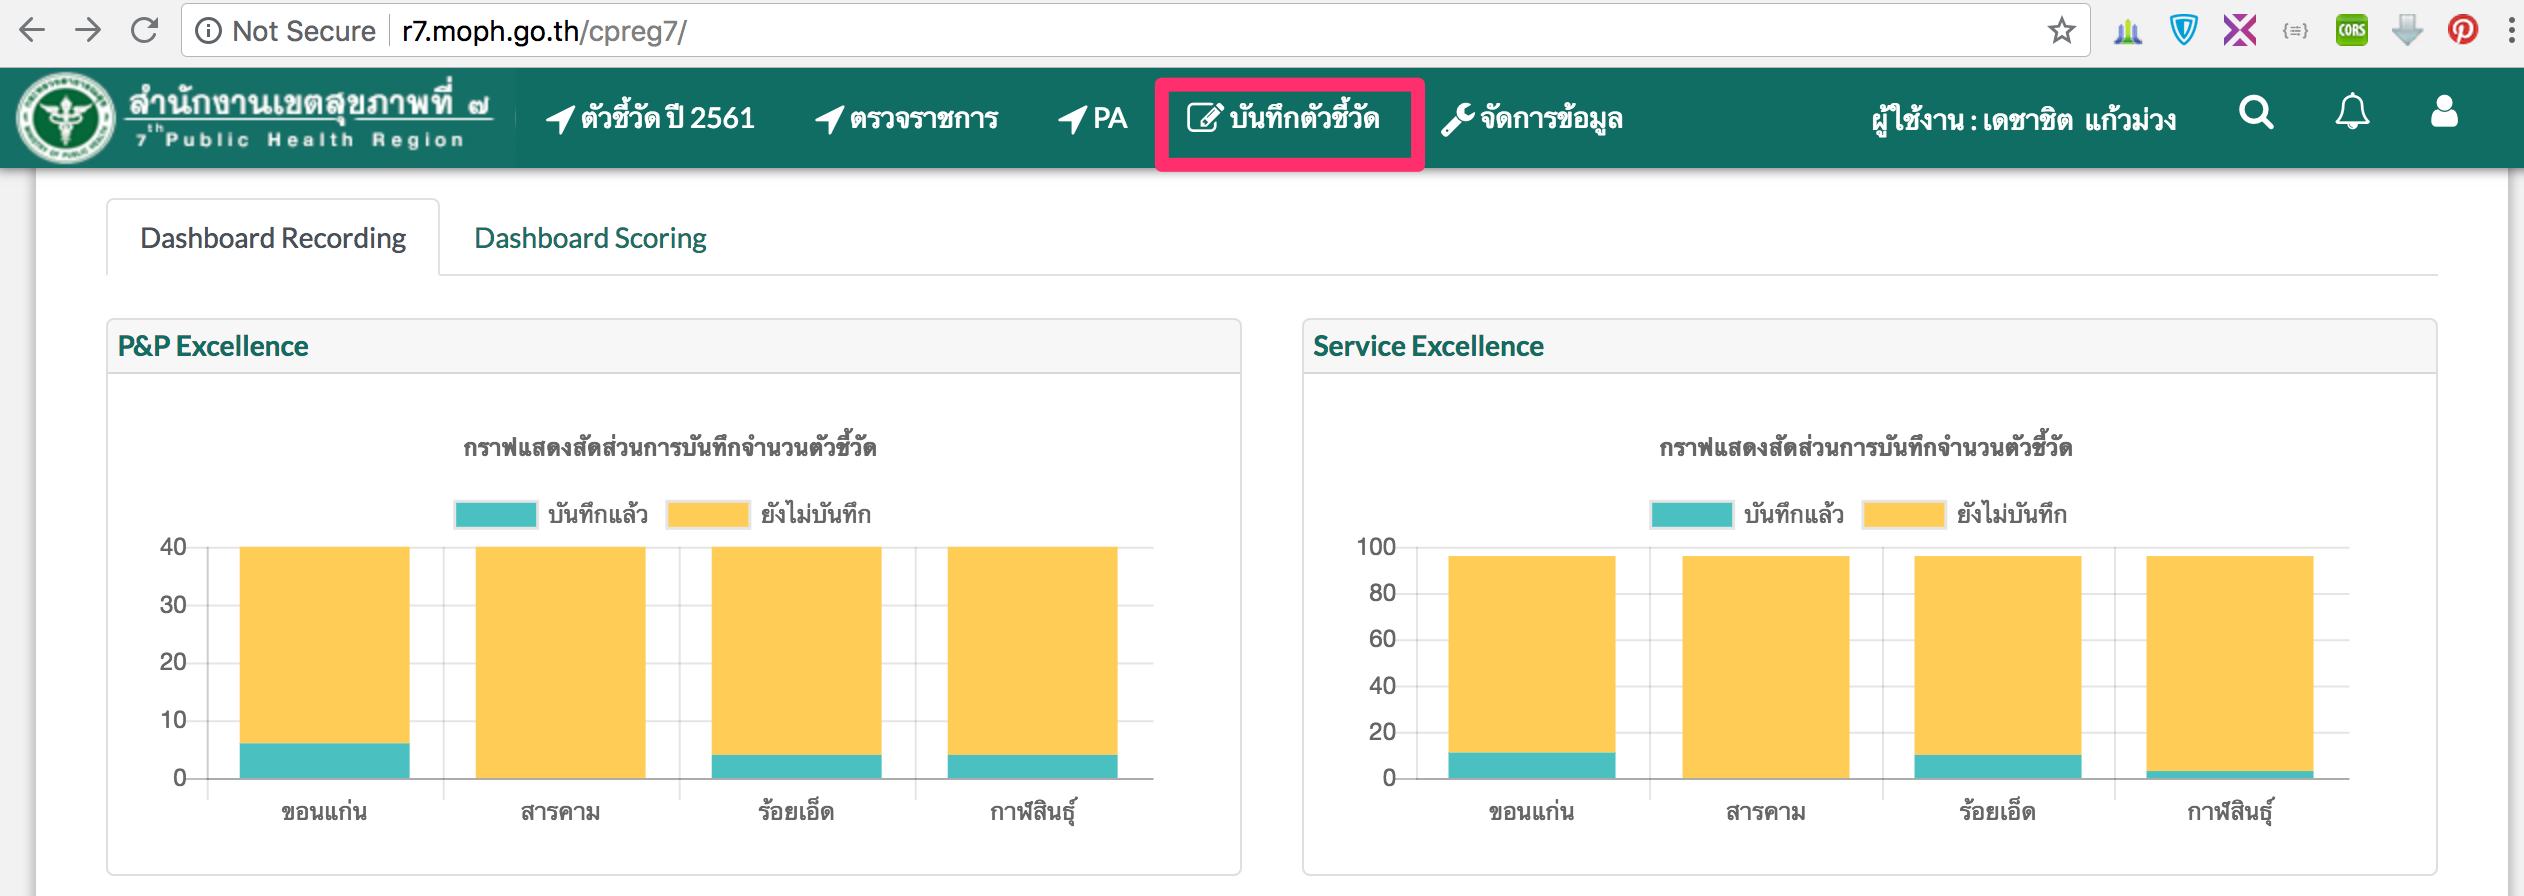 Not Secure r7.moph.go.th/cpreg7/
CORS
สำนักงานเขตสุขภาพที่ ๗
7th Public Health Region
ตัวชี้วัด ปี 2561 ตรวจราชการ PA บันทึกตัวชี้วัด จัดการข้อมูล ผู้ใช้งาน : เดชาชิต แก้วม่วง
Dashboard Recording Dashboard Scoring
P&P Excellence
กราฟแสดงสัดส่วนการบันทึกจำนวนตัวชี้วัด
บันทึกแล้ว ยังไม่บันทึก
40
30
20
10
0
ขอนแก่น สารคาม ร้อยเอ็ด กาฬสินธุ์
Service Excellence
กราฟแสดงสัดส่วนการบันทึกจำนวนตัวชี้วัด
บันทึกแล้ว ยังไม่บันทึก
100
80
60
40
20
0
ขอนแก่น สารคาม ร้อยเอ็ด กาฬสินธุ์